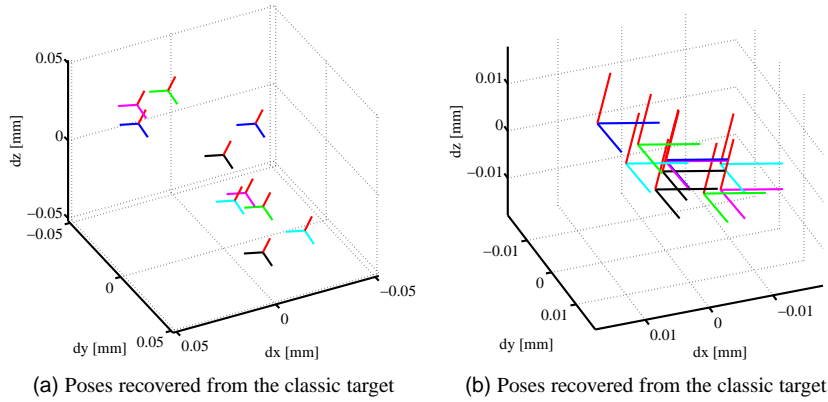 0.05
0
−0.05
−0.05
0
0.05
0.05
0
−0.05
dz [mm]
dy [mm]
dx [mm]
(a) Poses recovered from the classic target
0.01
0
−0.01
−0.01
0
0.01
0.01
0
−0.01
dz [mm]
dy [mm]
dx [mm]
(b) Poses recovered from the classic target